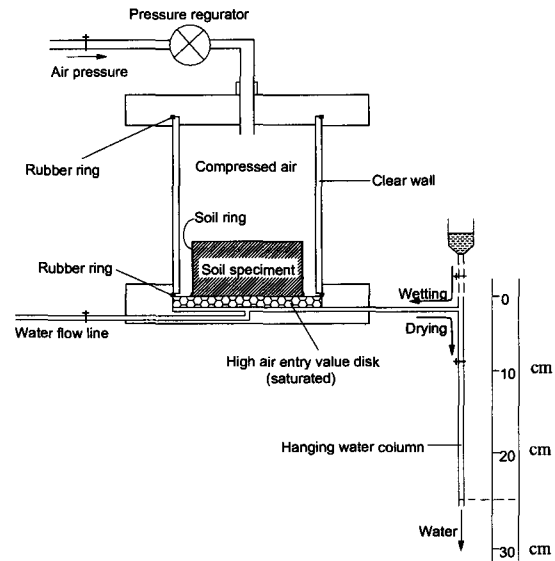 Pressure regurator
Air pressure
Rubber ring
Compressed air
Clear wall
Soil ring
Rubber ring
Soil speciment
Wetting
0
Water flow line
Drying
High air entry value disk
(saturated)
10 cm
Hanging water column
20 cm
Water
30 cm